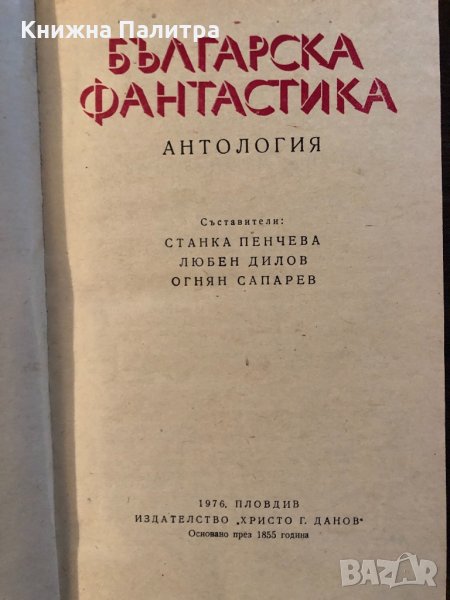 Книжна Палитра
БЪЛГАРСКА
ФАНТАСТИКА
АНТОЛОГИЯ
Съставители:
СТАНКА ПЕНЧЕВА
ЛЮБЕН ДИЛОВ
ОГНЯН САПАРЕВ
1976, ПЛОВДИВ
ИЗДАТЕЛСТВО „ХРИСТО Г. ДАНОВ“
Основано през 1855 година
BAZAR